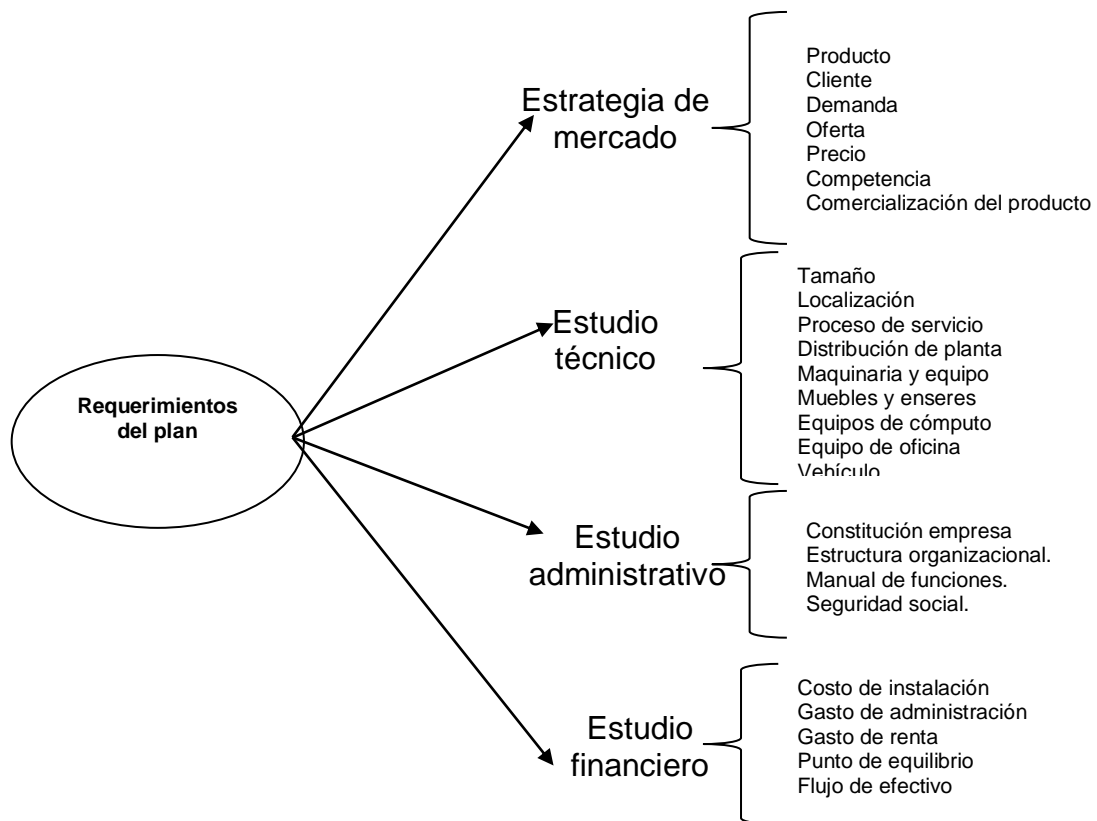 Requerimientos
del plan
Estrategia de
mercado
Producto
Cliente
Demanda
Oferta
Precio
Competencia
Comercialización del producto
Estudio
técnico
Tamaño
Localización
Proceso de servicio
Distribución de planta
Maquinaria y equipo
Muebles y enseres
Equipos de cómputo
Equipo de oficina
Vehículo
Estudio
administrativo
Constitución empresa
Estructura organizacional.
Manual de funciones.
Seguridad social.
Estudio
financiero
Costo de instalación
Gasto de administración
Gasto de renta
Punto de equilibrio
Flujo de efectivo